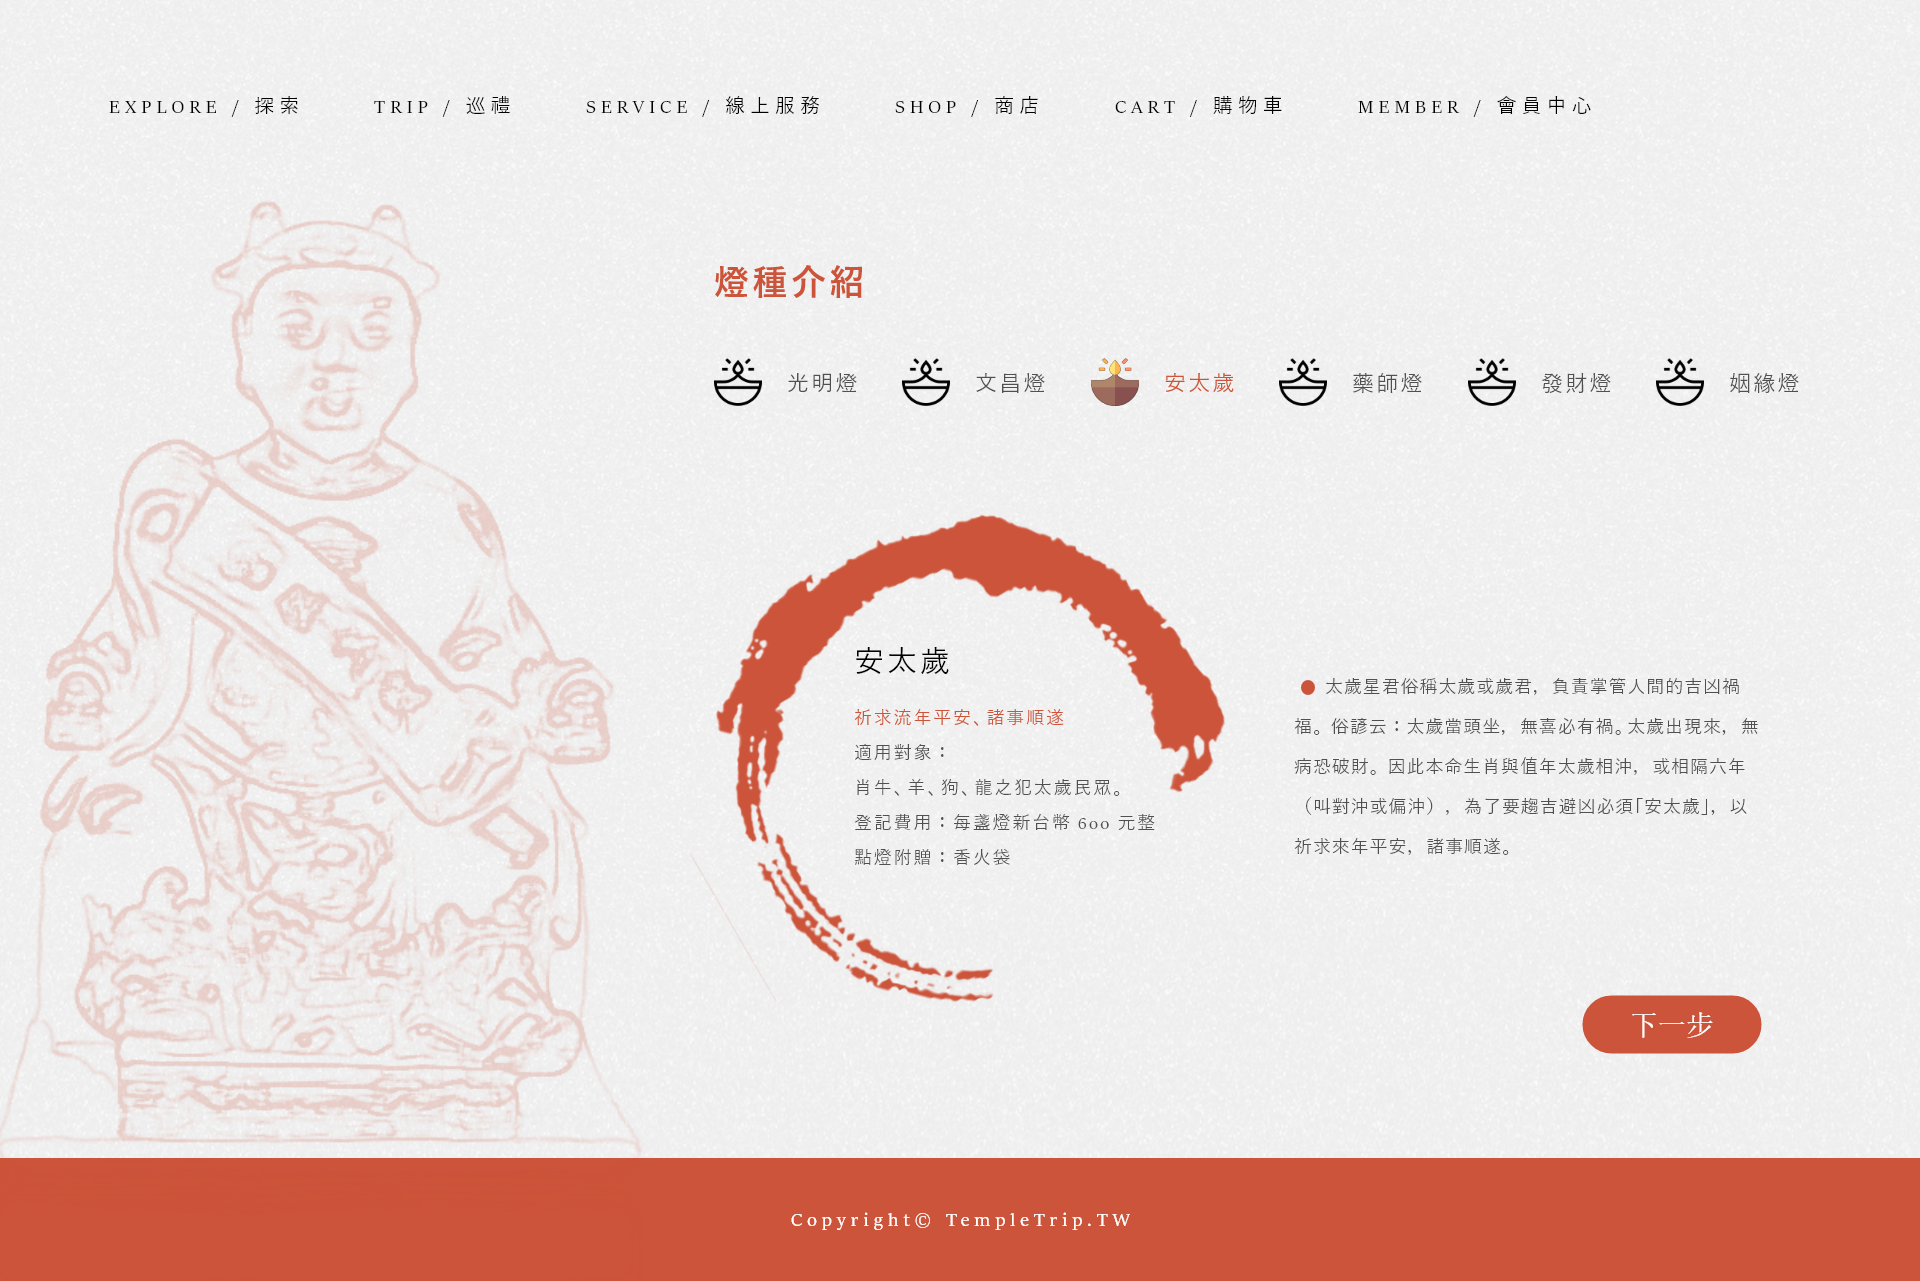 EXPLORE / 探索 TRIP / 巡禮 SERVICE / 線上服務 SHOP / 商店 CART / 購物車 MEMBER / 會員中心
燈種介紹
光明燈 文昌燈 安太歲 藥師燈 發財燈 姻緣燈
安太歲
祈求流年平安、諸事順遂
適用對象：
肖牛、羊、狗、龍之犯太歲民眾。
登記費用：每盞燈新台幣 600 元整
點燈附贈：香火袋
太歲星君俗稱太歲或歲君，負責掌管人間的吉凶禍
福。俗諺云：太歲當頭坐，無喜必有禍。太歲出現來，無
病恐破財。因此本命生肖與值年太歲相沖，或相隔六年
（叫對沖或偏沖），為了要趨吉避凶必須「安太歲」，以
祈求來年平安，諸事順遂。
下一步
Copyright© TempleTrip.TW